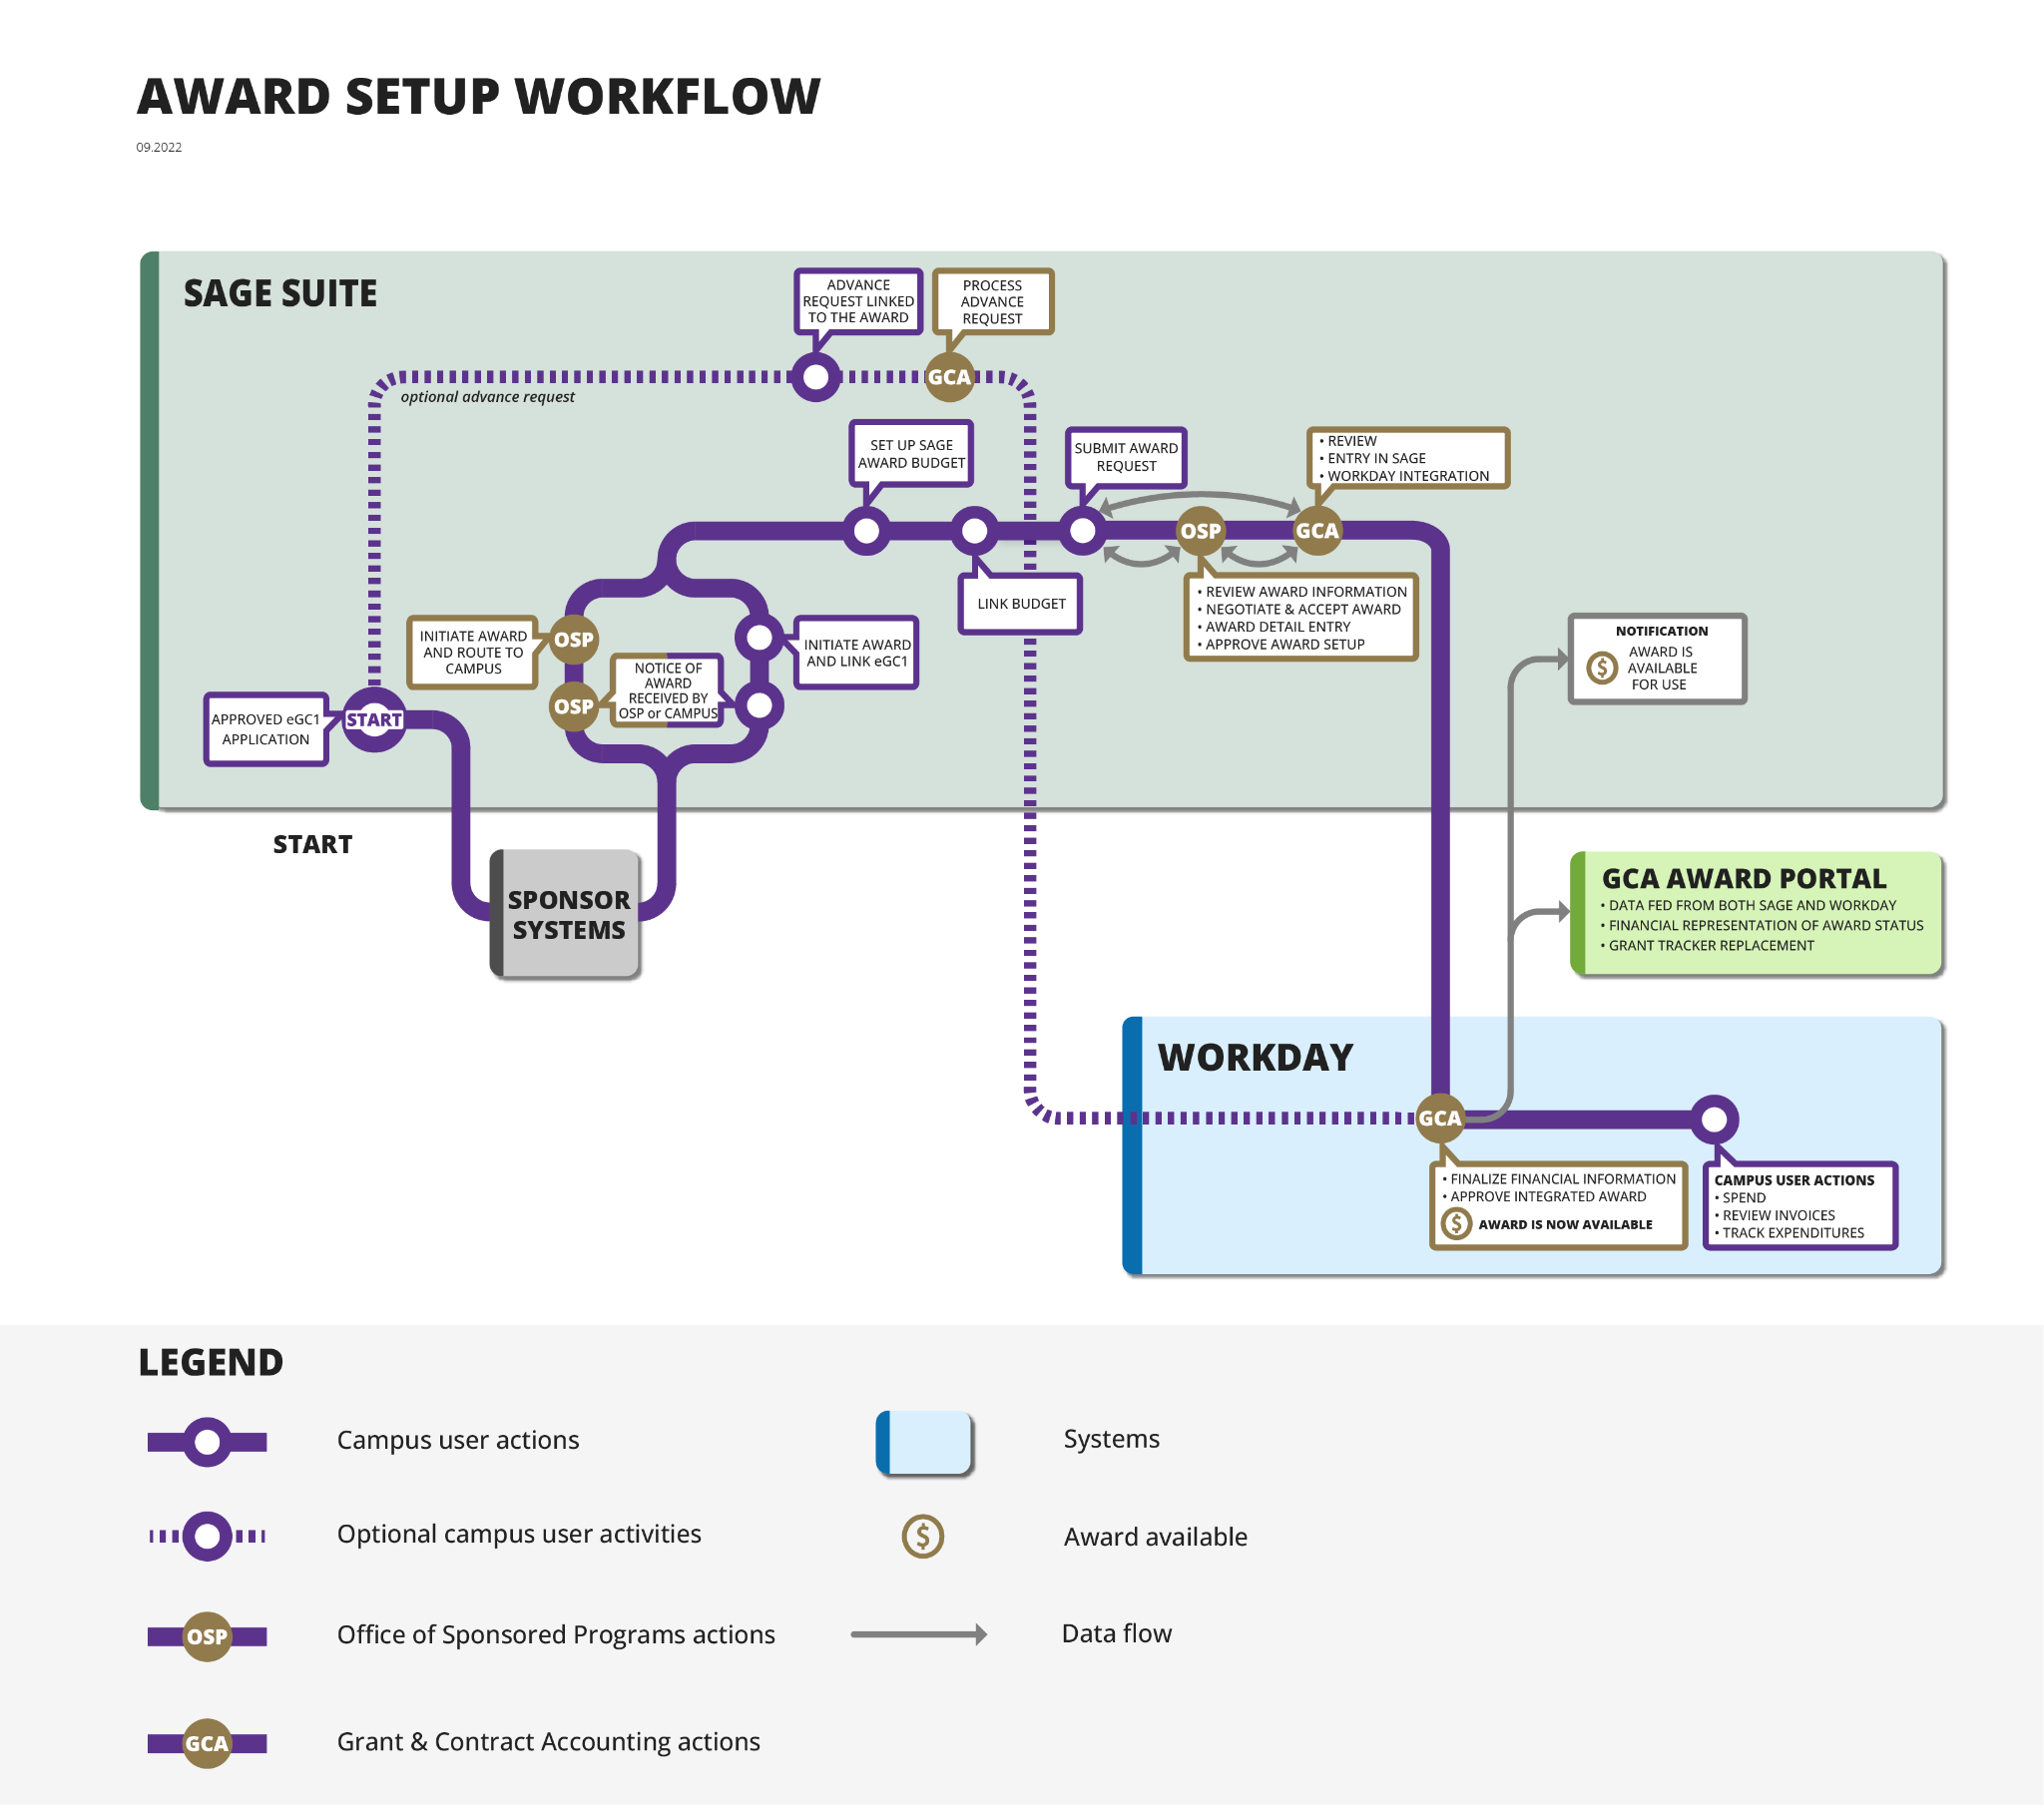 AWARD SETUP WORKFLOW
09.2022
SAGE SUITE
ADVANCE
REQUEST LINKED
TO THE AWARD
PROCESS
ADVANCE
REQUEST
GCA
optional advance request
SET UP SAGE
AWARD BUDGET
SUBMIT AWARD
REQUEST
• REVIEW
• ENTRY IN SAGE
• WORKDAY INTEGRATION
OSP
GCA
LINK BUDGET
• REVIEW AWARD INFORMATION
• NEGOTIATE & ACCEPT AWARD
• AWARD DETAIL ENTRY
• APPROVE AWARD SETUP
INITIATE AWARD
AND ROUTE TO
CAMPUS
OSP
INITIATE AWARD
AND LINK eGC1
NOTICE OF
AWARD
RECEIVED BY
OSP or CAMPUS
OSP
APPROVED eGC1
APPLICATION
START
NOTIFICATION
$
AWARD IS
AVAILABLE
FOR USE
START
SPONSOR
SYSTEMS
GCA AWARD PORTAL
• DATA FED FROM BOTH SAGE AND WORKDAY
• FINANCIAL REPRESENTATION OF AWARD STATUS
• GRANT TRACKER REPLACEMENT
WORKDAY
GCA
• FINALIZE FINANCIAL INFORMATION
• APPROVE INTEGRATED AWARD
$ AWARD IS NOW AVAILABLE
CAMPUS USER ACTIONS
• SPEND
• REVIEW INVOICES
• TRACK EXPENDITURES
LEGEND
Campus user actions
Systems
Optional campus user activities
$ Award available
OSP Office of Sponsored Programs actions
Data flow
GCA Grant & Contract Accounting actions